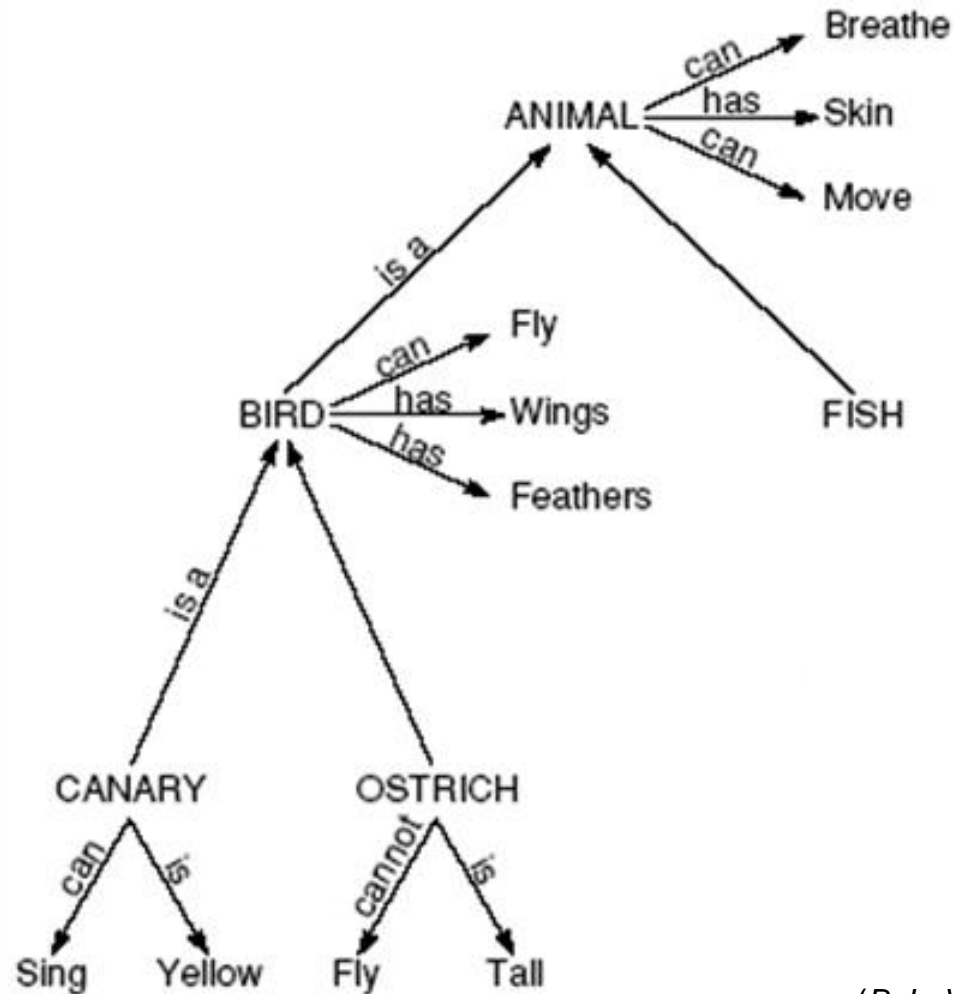 Breathe
can
ANIMAL has Skin
can
Move
is a
Fly
can
BIRD has Wings
has
Feathers
FISH
is a
CANARY OSTRICH
can is cannot is
Sing Yellow Fly Tall